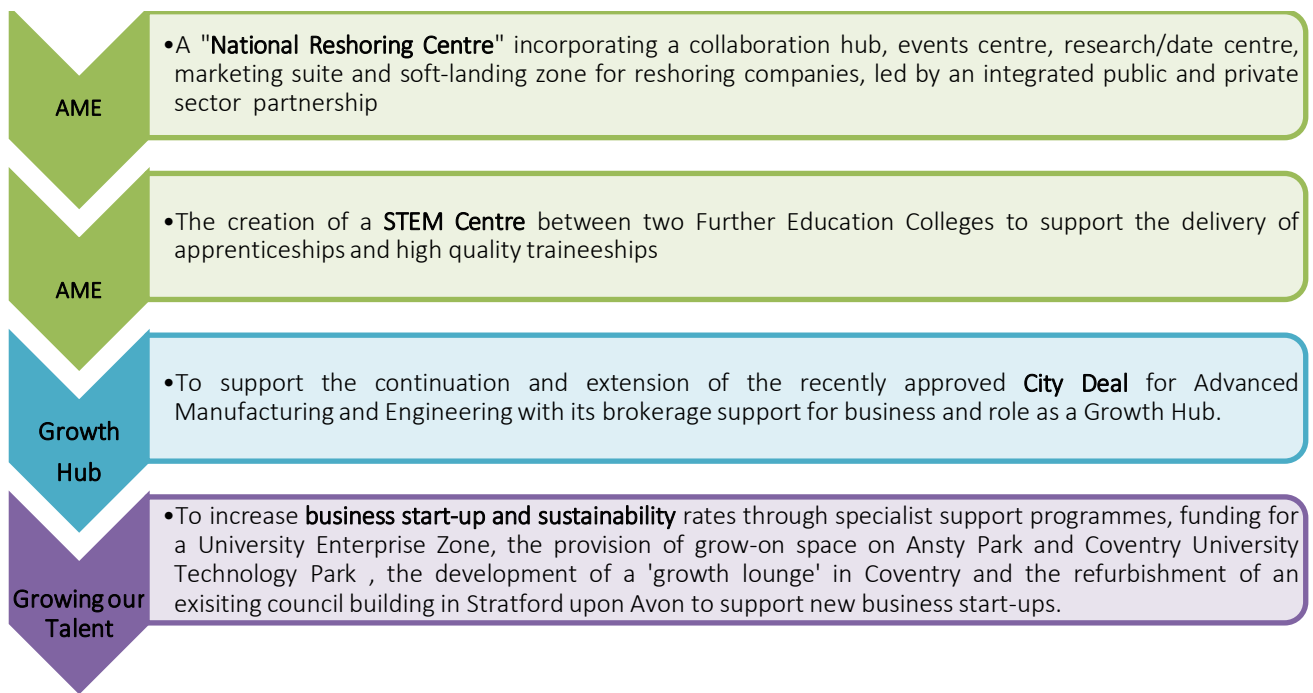 AME
•A "National Reshoring Centre" incorporating a collaboration hub, events centre, research/date centre,
marketing suite and soft-landing zone for reshoring companies, led by an integrated public and private
sector partnership
AME
•The creation of a STEM Centre between two Further Education Colleges to support the delivery of
apprenticeships and high quality traineeships
Growth
Hub
•To support the continuation and extension of the recently approved City Deal for Advanced
Manufacturing and Engineering with its brokerage support for business and role as a Growth Hub.
Growing our
Talent
•To increase business start-up and sustainability rates through specialist support programmes, funding for
a University Enterprise Zone, the provision of grow-on space on Ansty Park and Coventry University
Technology Park , the development of a 'growth lounge' in Coventry and the refurbishment of an
exisiting council building in Stratford upon Avon to support new business start-ups.